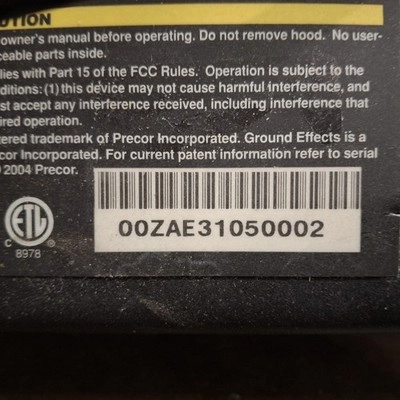 UTION
owner's manual before operating. Do not remove hood. No user-
ceable parts inside.
lies with Part 15 of the FCC Rules. Operation is subject to the
ditions: (1) this device may not cause harmful interference, and
st accept any interference received, including interference that
ired operation.
ered trademark of Precor Incorporated. Ground Effects is a
cor Incorporated. For current patent information refer to serial
2004 Precor.
ETL
C
8978
00ZAE31050002